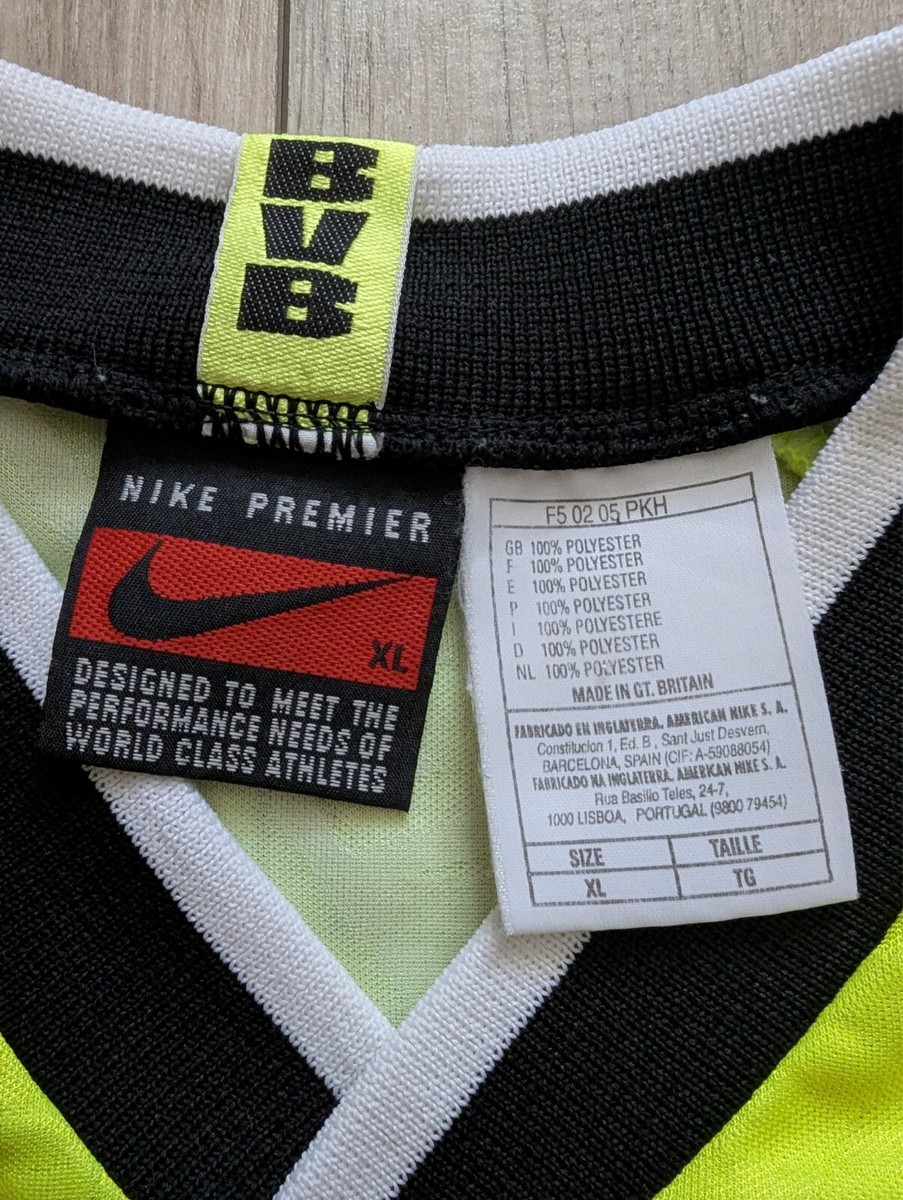 B
V
B
NIKE PREMIER
XL
DESIGNED TO MEET THE
PERFORMANCE NEEDS OF
WORLD CLASS ATHLETES
F5 02 05 PKH
GB 100% POLYESTER
F 100% POLYESTER
E 100% POLYESTER
P 100% POLYESTER
I 100% POLYESTERE
D 100% POLYESTER
NL 100% POLYESTER
MADE IN GT. BRITAIN
FABRICADO EN INGLATERRA. AMERICAN NIKE S. A.
Constitucion 1, Ed. B , Sant Just Desvern,
BARCELONA, SPAIN (CIF: A-59088054)
FABRICADO NA INGLATERRA. AMERICAN NIKE S. A.
Rua Basilio Teles, 24-7,
1000 LISBOA, PORTUGAL (9800 79454)
SIZE TAILLE
XL TG